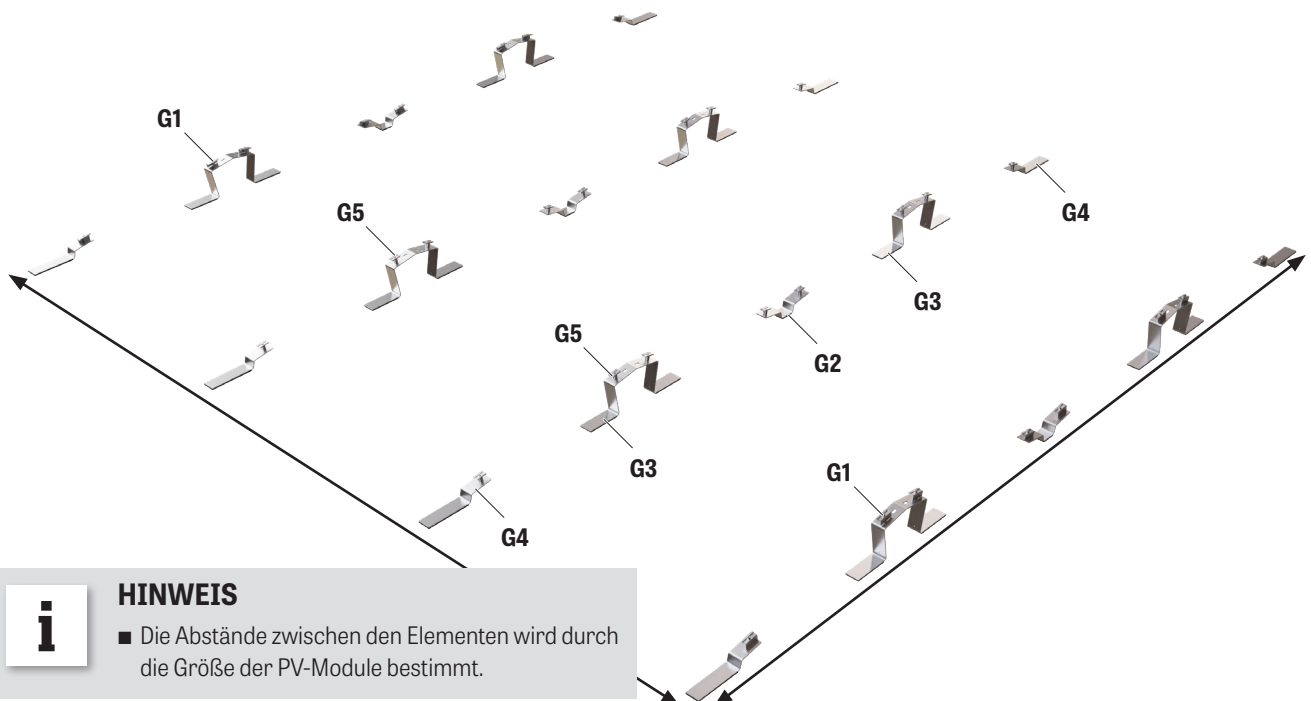 G1
G5
G4
G3
G5
G2
G3
G1
G4
i
HINWEIS
■ Die Abstände zwischen den Elementen wird durch
die Größe der PV-Module bestimmt.